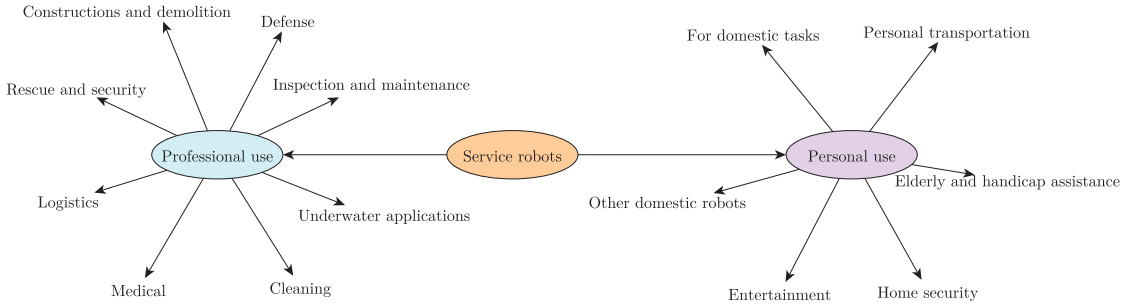 Constructions and demolition
Defense
Rescue and security
Inspection and maintenance
Professional use
Logistics
Underwater applications
Medical
Cleaning
Service robots
For domestic tasks
Personal transportation
Personal use
Elderly and handicap assistance
Other domestic robots
Entertainment
Home security